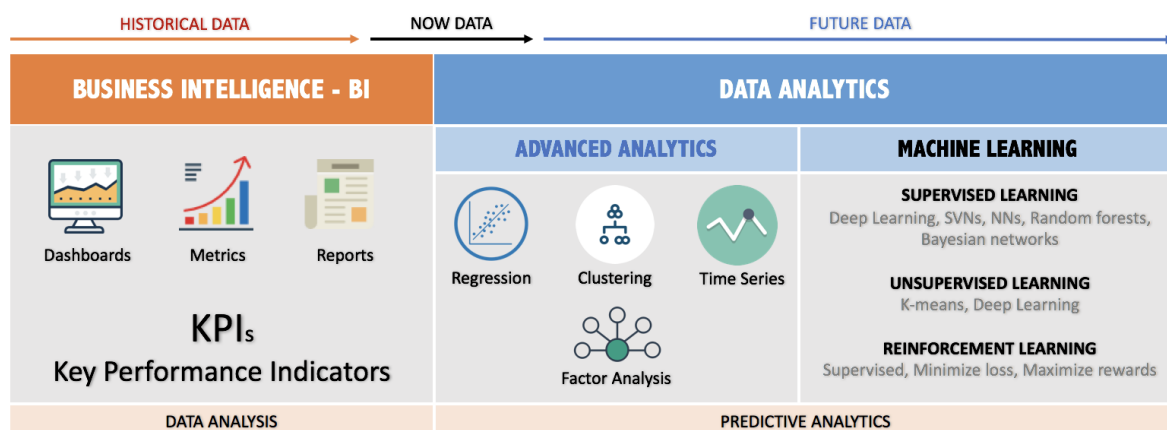 HISTORICAL DATA
NOW DATA
FUTURE DATA
BUSINESS INTELLIGENCE - BI
DATA ANALYTICS
Dashboards
Metrics
Reports
KPIs
Key Performance Indicators
ADVANCED ANALYTICS
Regression
Clustering
Time Series
Factor Analysis
MACHINE LEARNING
SUPERVISED LEARNING
Deep Learning, SVNs, NNs, Random forests,
Bayesian networks
UNSUPERVISED LEARNING
K-means, Deep Learning
REINFORCEMENT LEARNING
Supervised, Minimize loss, Maximize rewards
DATA ANALYSIS
PREDICTIVE ANALYTICS